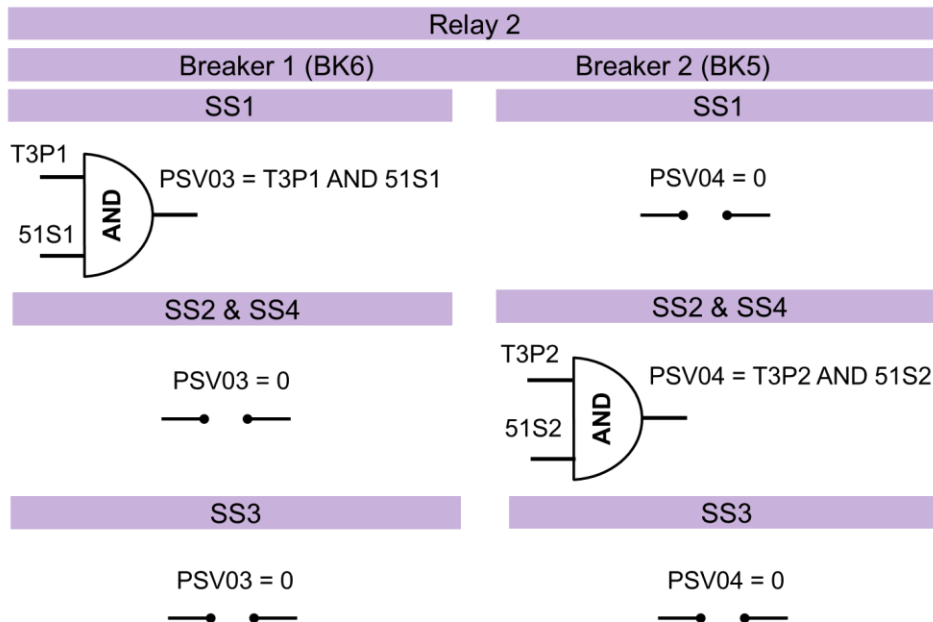 Relay 2
Breaker 1 (BK6)
Breaker 2 (BK5)
SS1
SS1
T3P1
PSV03 = T3P1 AND 51S1
AND
51S1
PSV04 = 0
SS2 & SS4
SS2 & SS4
PSV03 = 0
T3P2
PSV04 = T3P2 AND 51S2
AND
51S2
SS3
SS3
PSV03 = 0
PSV04 = 0